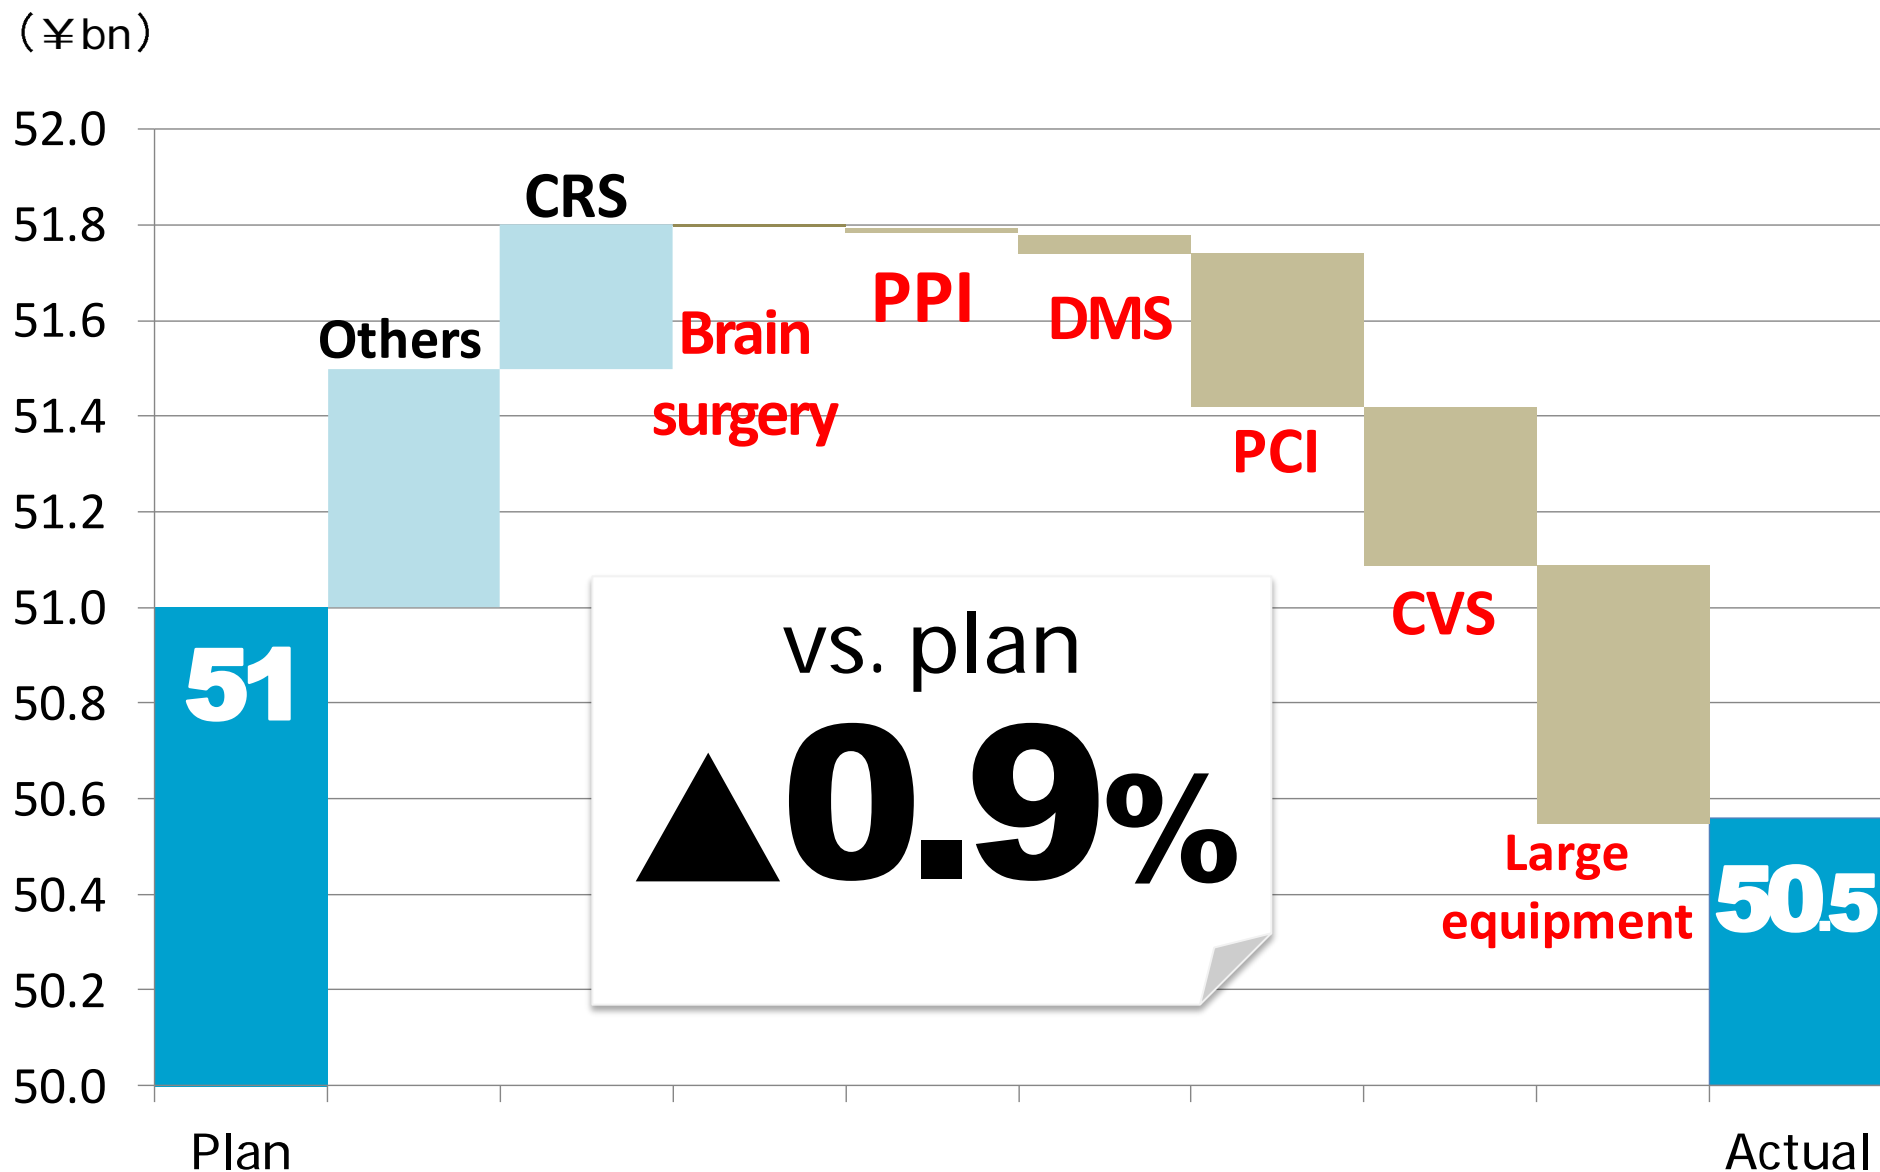 (¥bn)
52.0
51.8
51.6
51.4
51.2
51.0
50.8
50.6
50.4
50.2
50.0
CRS
Others
Brain
surgery
PPI
DMS
PCI
CVS
Large
equipment
51
50.5
vs. plan
▲0.9%
Plan
Actual